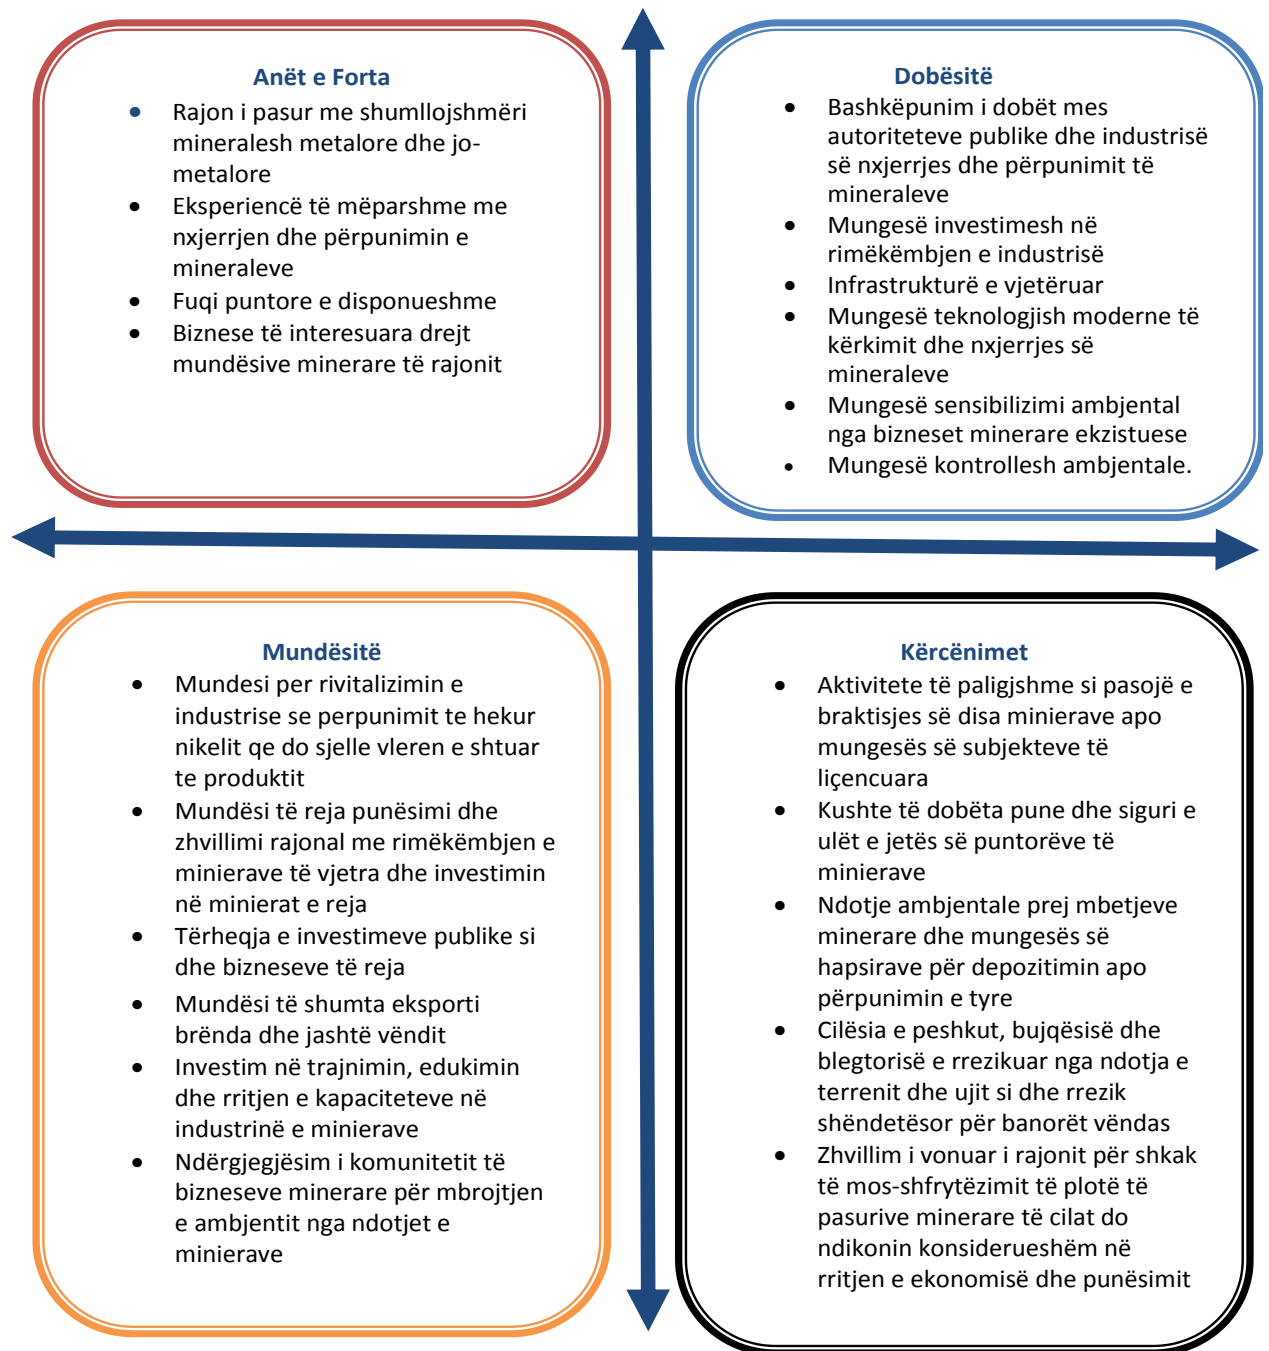 Anët e Forta
• Rajon i pasur me shumllojshmëri
mineralesh metalore dhe jo-
metalore
• Eksperiencë të mëparshme me
nxjerrjen dhe përpunimin e
mineraleve
• Fuqi puntore e disponueshme
• Biznese të interesuara drejt
mundësive minerare të rajonit
Dobësitë
• Bashkëpunim i dobët mes
autoriteteve publike dhe industrisë
së nxjerrjes dhe përpunimit të
mineraleve
• Mungesë investimesh në
rimëkëmbjen e industrisë
• Infrastrukturë e vjetëruar
• Mungesë teknologjish moderne të
kërkimit dhe nxjerrjes së
mineraleve
• Mungesë sensibilizimi ambjental
nga bizneset minerare ekzistuese
• Mungesë kontrollesh ambjentale.
Mundësitë
• Mundesi per rivitalizimin e
industrise se perpunimit te hekur
nikelit qe do sjelle vleren e shtuar
te produktit
• Mundësi të reja punësimi dhe
zhvillimi rajonal me rimëkëmbjen e
minierave të vjetra dhe investimin
në minierat e reja
• Tërheqja e investimeve publike si
dhe bizneseve të reja
• Mundësi të shumta eksporti
brënda dhe jashtë vëndit
• Investim në trajnimin, edukimin
dhe rritjen e kapaciteteve në
industrinë e minierave
• Ndërgjegjësim i komunitetit të
bizneseve minerare për mbrojtjen
e ambjentit nga ndotjet e
minierave
Kërcënimet
• Aktivitete të paligjshme si pasojë e
braktisjes së disa minierave apo
mungesës së subjekteve të
liçencuara
• Kushte të dobëta pune dhe siguri e
ulët e jetës së puntorëve të
minierave
• Ndotje ambjentale prej mbetjeve
minerare dhe mungesës së
hapsirave për depozitimin apo
përpunimin e tyre
• Cilësia e peshkut, bujqësisë dhe
blegtorisë e rrezikuar nga ndotja e
terrenit dhe ujit si dhe rrezik
shëndetësor për banorët vëndas
• Zhvillim i vonuar i rajonit për shkak
të mos-shfrytëzimit të plotë të
pasurive minerare të cilat do
ndikonin konsiderueshëm në
rritjen e ekonomisë dhe punësimit